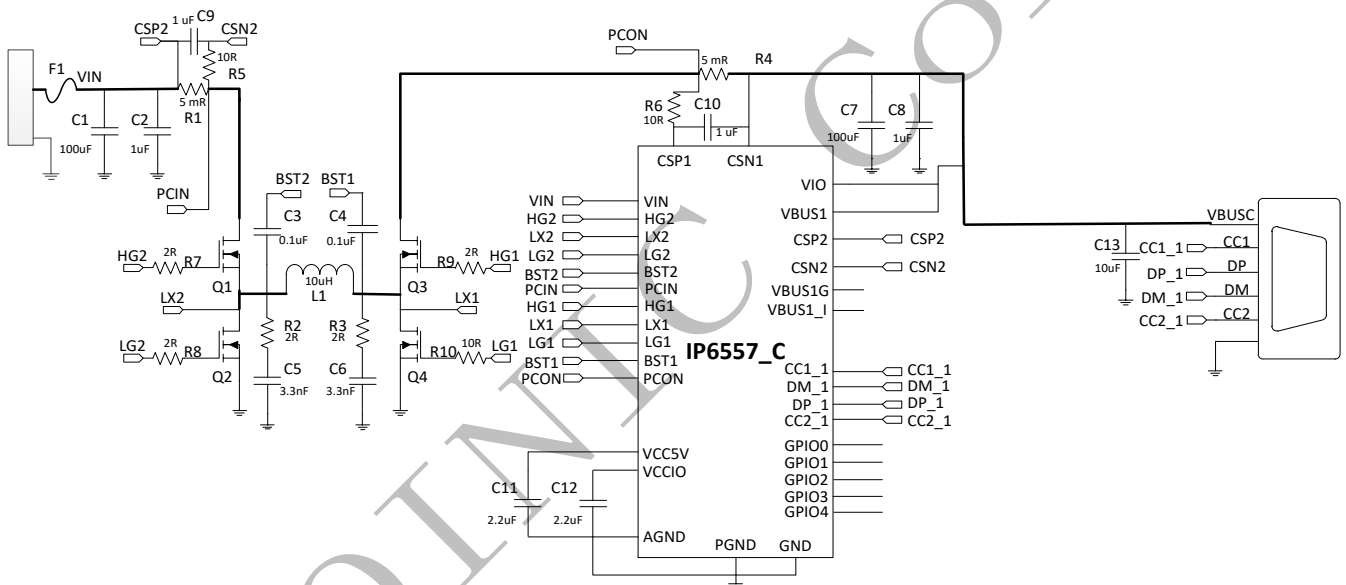 1 uF C9
CSP2
CSN2
10R
R5
F1
VIN
5 mR
R1
C1
C2
100uF
1uF
PCIN
BST2
BST1
C3
C4
0.1uF
0.1uF
HG2
2R
R7
Q1
10uH
L1
Q3
R9
2R
HG1
LX2
LX1
R2
2R
R3
2R
LG2
2R
R8
Q2
C5
C6
3.3nF
3.3nF
R10
10R
LG1
Q4
PCON
5 mR
R4
R6
10R
C10
1 uF
C7
C8
100uF
1uF
CSP1
CSN1
VIN
VIN
HG2
HG2
LX2
LX2
LG2
LG2
BST2
BST2
PCIN
PCIN
HG1
HG1
LX1
LX1
LG1
LG1
BST1
BST1
PCON
PCON
IP6557_C
VIO
VBUS1
CSP2
CSP2
CSN2
CSN2
VBUS1G
VBUS1_I
CC1_1
CC1_1
DM_1
DM_1
DP_1
DP_1
CC2_1
CC2_1
GPIO0
GPIO1
GPIO2
GPIO3
GPIO4
VCC5V
VCCIO
C11
C12
2.2uF
2.2uF
AGND
PGND
GND
VBUSC
C13
10uF
CC1_1
CC1
DP_1
DP
DM_1
DM
CC2_1
CC2
OINIC Co